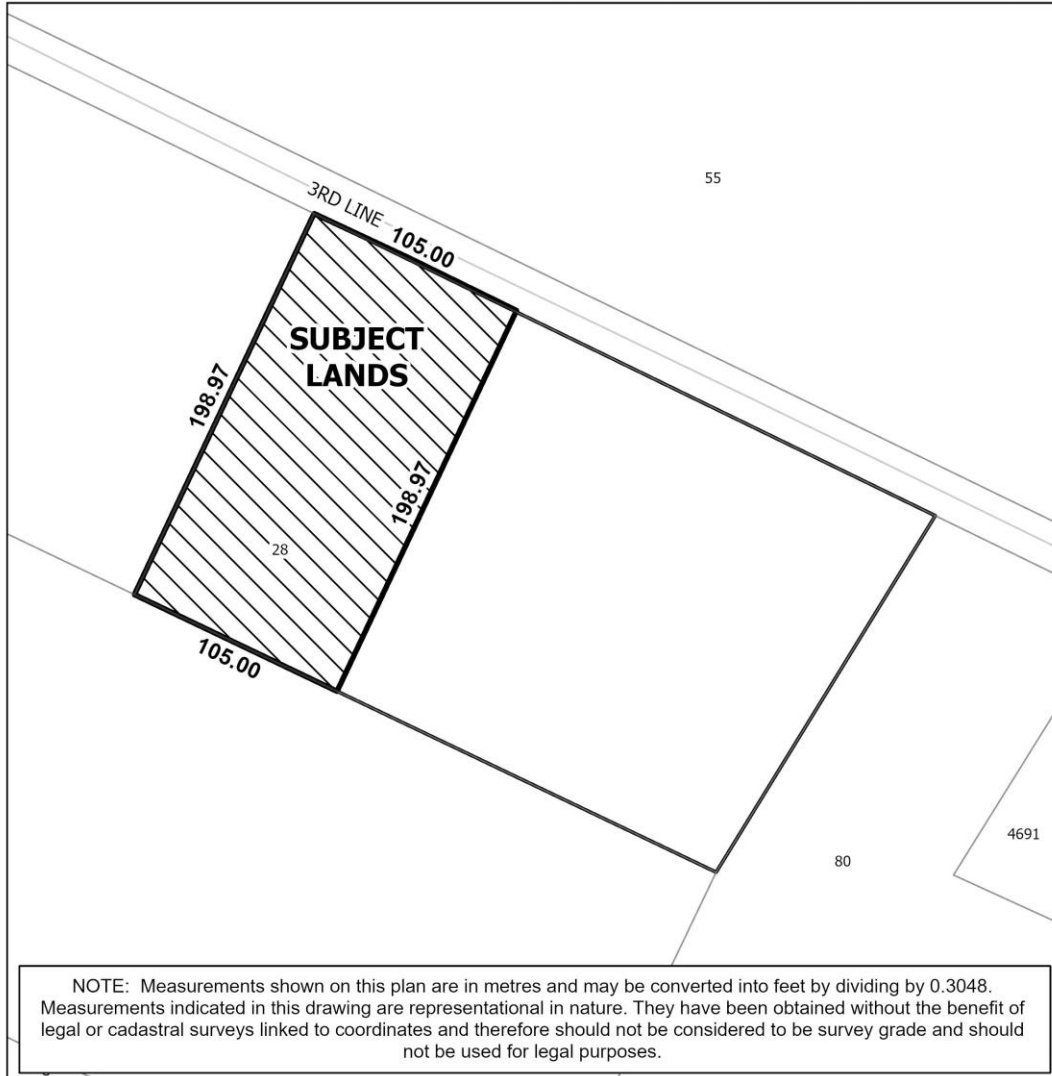 55
3RD LINE
105.00
SUBJECT
LANDS
198.97
198.97
28
105.00
4691
80
NOTE: Measurements shown on this plan are in metres and may be converted into feet by dividing by 0.3048.
Measurements indicated in this drawing are representational in nature. They have been obtained without the benefit of
legal or cadastral surveys linked to coordinates and therefore should not be considered to be survey grade and should
not be used for legal purposes.